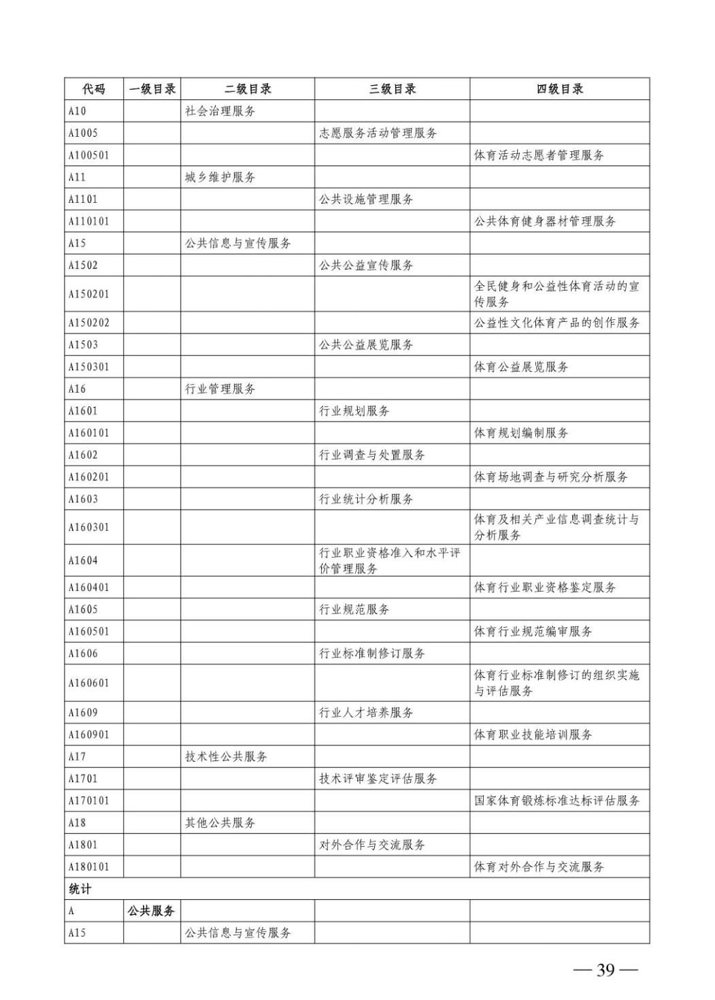 代码 一级目录 二级目录 三级目录 四级目录
A10 社会治理服务
A1005 志愿服务活动管理服务
A100501 体育活动志愿者管理服务
A11 城乡维护服务
A1101 公共设施管理服务
A110101 公共体育健身器材管理服务
A15 公共信息与宣传服务
A1502 公共公益宣传服务
A150201 全民健身和公益性体育活动的宣
传服务
A150202 公益性文化体育产品的创作服务
A1503 公共公益展览服务
A150301 体育公益展览服务
A16 行业管理服务
A1601 行业规划服务
A160101 体育规划编制服务
A1602 行业调查与处置服务
A160201 体育场地调查与研究分析服务
A1603 行业统计分析服务
A160301 体育及相关产业信息调查统计与
分析服务
A1604 行业职业资格准入和水平评
价管理服务
A160401 体育行业职业资格鉴定服务
A1605 行业规范服务
A160501 体育行业规范编审服务
A1606 行业标准制修订服务
A160601 体育行业标准制修订的组织实施
与评估服务
A1609 行业人才培养服务
A160901 体育职业技能培训服务
A17 技术性公共服务
A1701 技术评审鉴定评估服务
A170101 国家体育锻炼标准达标评估服务
A18 其他公共服务
A1801 对外合作与交流服务
A180101 体育对外合作与交流服务
统计
A 公共服务
A15 公共信息与宣传服务
— 39 —